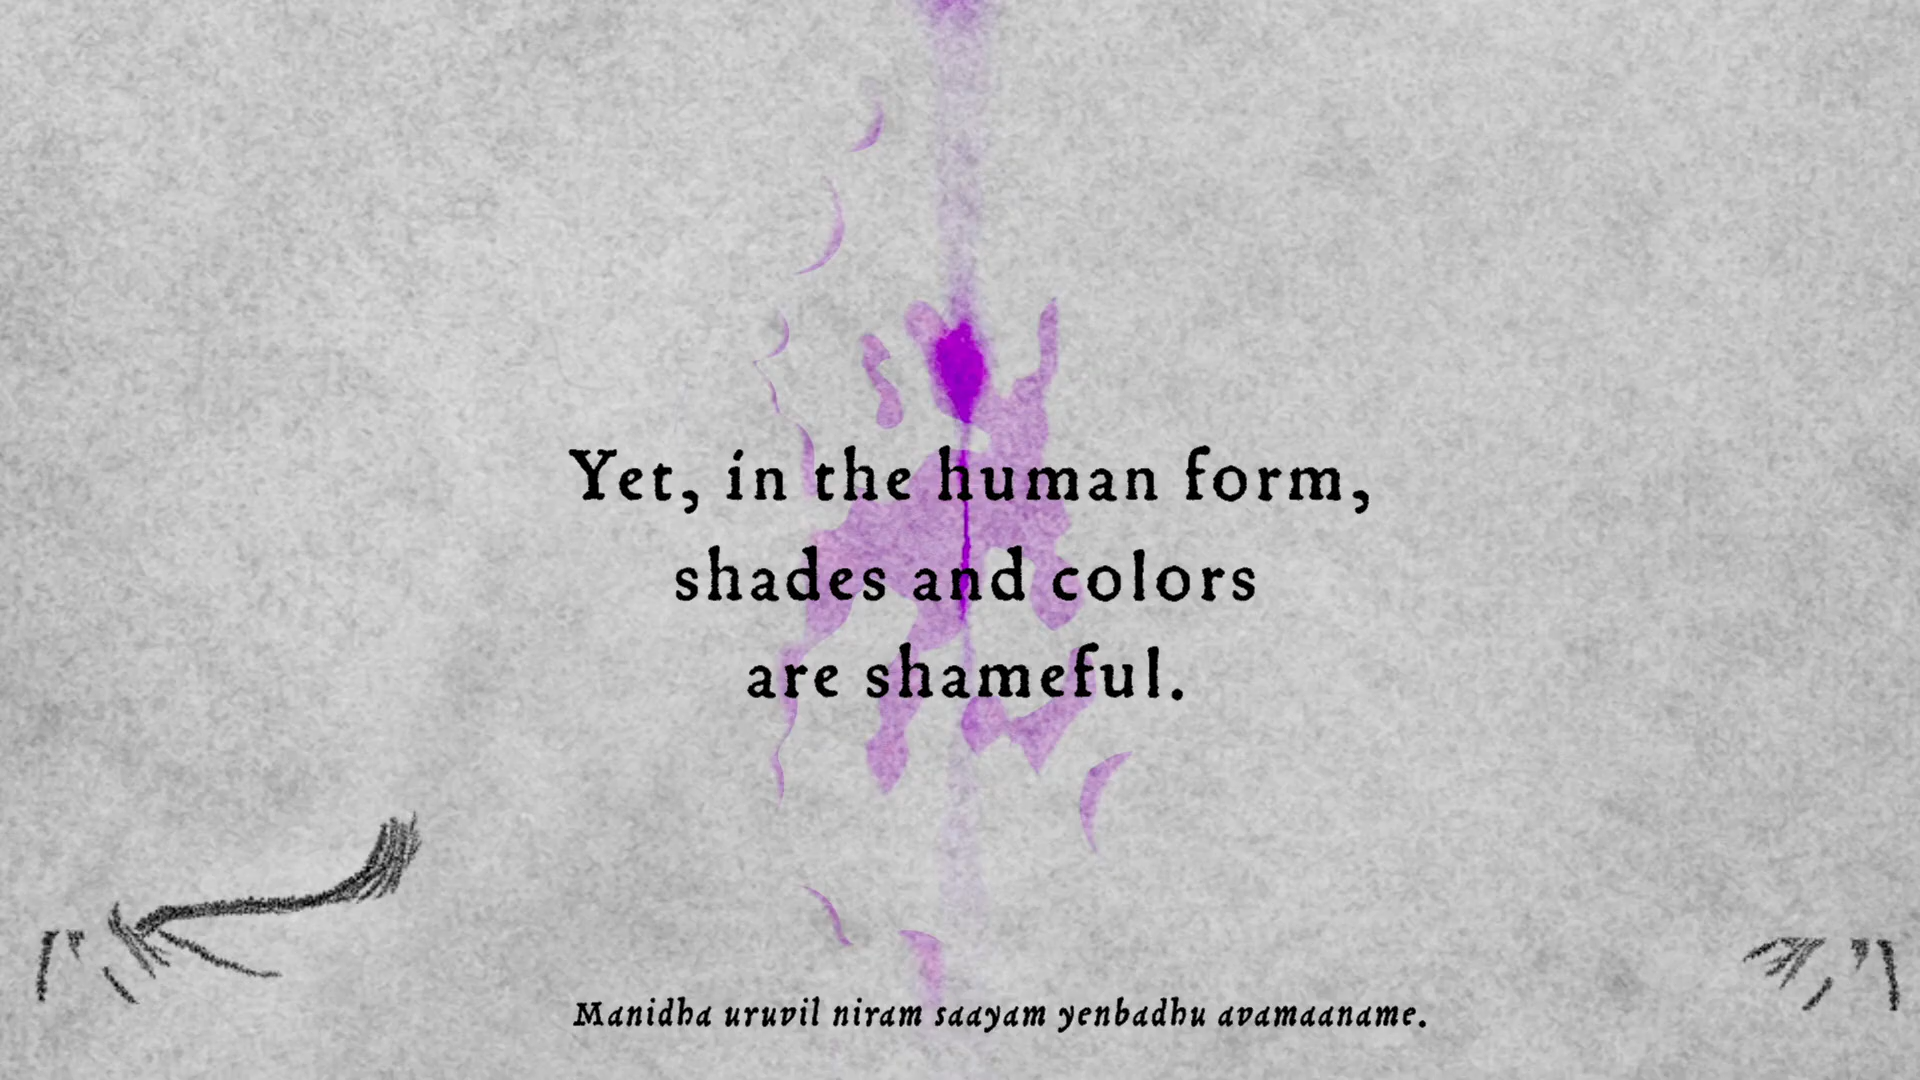 Yet, in the human form,
shades and colors
are shameful.
Manidha uruvil niram saayam yenbadhu avamaaname.